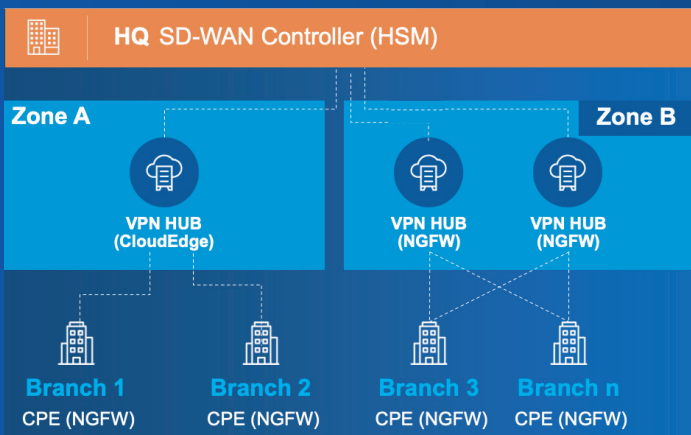 HQ SD-WAN Controller (HSM)
Zone A
Zone B
VPN HUB
(CloudEdge)
VPN HUB
(NGFW)
VPN HUB
(NGFW)
Branch 1
CPE (NGFW)
Branch 2
CPE (NGFW)
Branch 3
CPE (NGFW)
Branch n
CPE (NGFW)